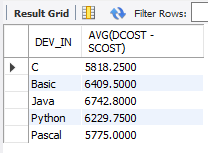 Result Grid Filter Rows:
DEV_IN AVG(DCOST - SCOST)
C 5818.2500
Basic 6409.5000
Java 6742.8000
Python 6229.7500
Pascal 5775.0000